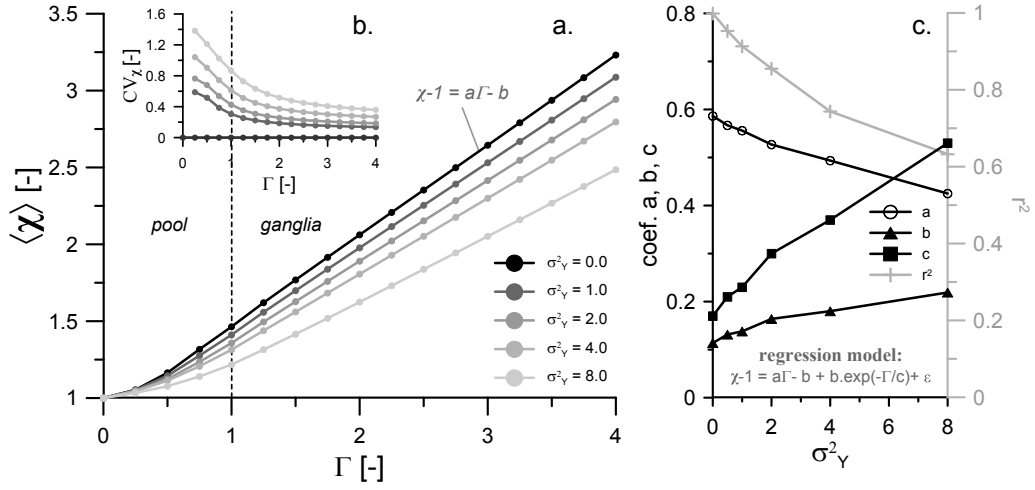 3.5
3
2.5
2
1.5
1
⟨χ⟩ [-]
0
1
2
3
4
Γ [-]
a.
χ-1 = aΓ- b
pool
ganglia
σ²Y = 0.0
σ²Y = 1.0
σ²Y = 2.0
σ²Y = 4.0
σ²Y = 8.0
b.
1.6
1.2
0.8
0.4
0
CVχ [-]
0
1
2
3
4
Γ [-]
c.
0.8
0.6
0.4
0.2
0
coef. a, b, c
1
0.8
0.6
0.4
0.2
0
r²
a
b
c
r²
regression model:
χ-1 = aΓ- b + b.exp(-Γ/c)+ ε
0
2
4
6
8
σ²Y